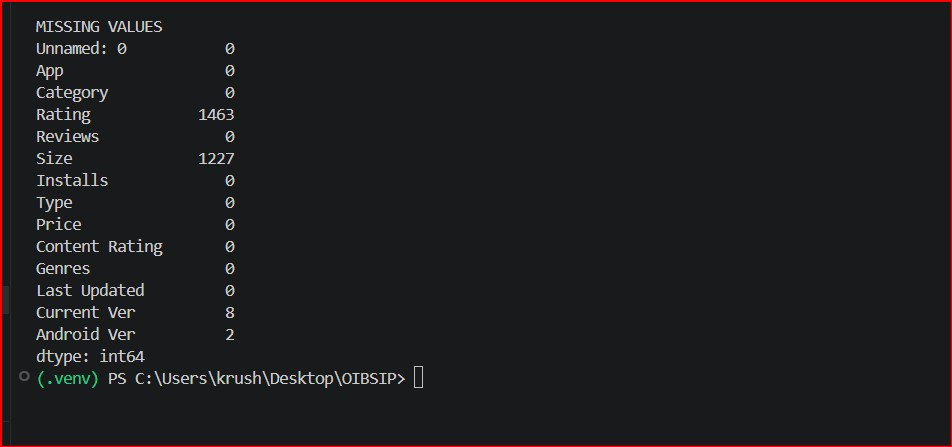 MISSING VALUES
Unnamed: 0 0
App 0
Category 0
Rating 1463
Reviews 0
Size 1227
Installs 0
Type 0
Price 0
Content Rating 0
Genres 0
Last Updated 0
Current Ver 8
Android Ver 2
dtype: int64
(.venv) PS C:\Users\krush\Desktop\OIBSIP>